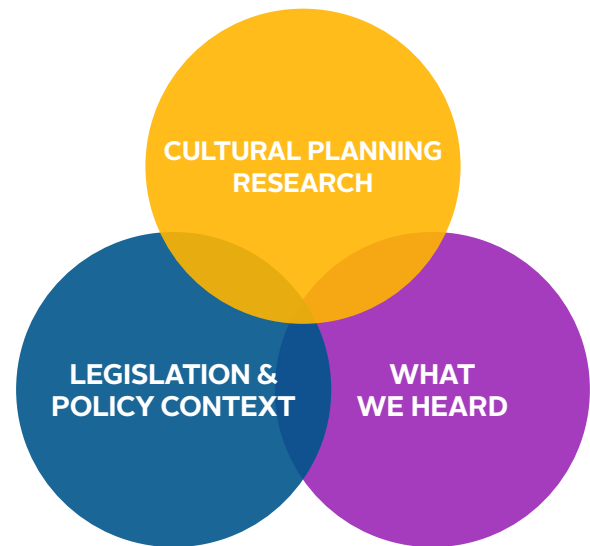 CULTURAL PLANNING
RESEARCH
LEGISLATION &
POLICY CONTEXT
WHAT
WE HEARD